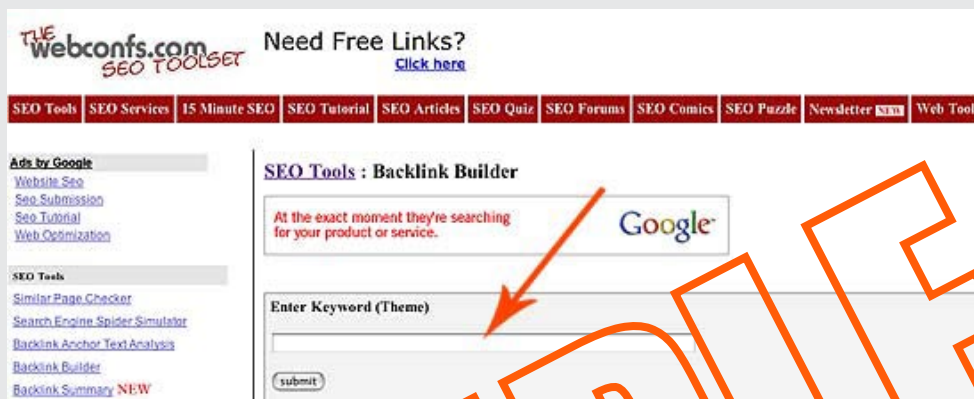 THE
webconfs.com
SEO TOOLSET
Need Free Links?
Click here
SEO Tools SEO Services 15 Minute SEO SEO Tutorial SEO Articles SEO Quiz SEO Forums SEO Comics SEO Puzzle Newsletter NEW Web Tool
Ads by Google
Website Seo
Seo Submission
Seo Tutorial
Web Optimization
SEO Tools
Similar Page Checker
Search Engine Spider Simulator
Backlink Anchor Text Analysis
Backlink Builder
Backlink Summary NEW
SEO Tools : Backlink Builder
At the exact moment they're searching
for your product or service.
Google
Enter Keyword (Theme)
submit